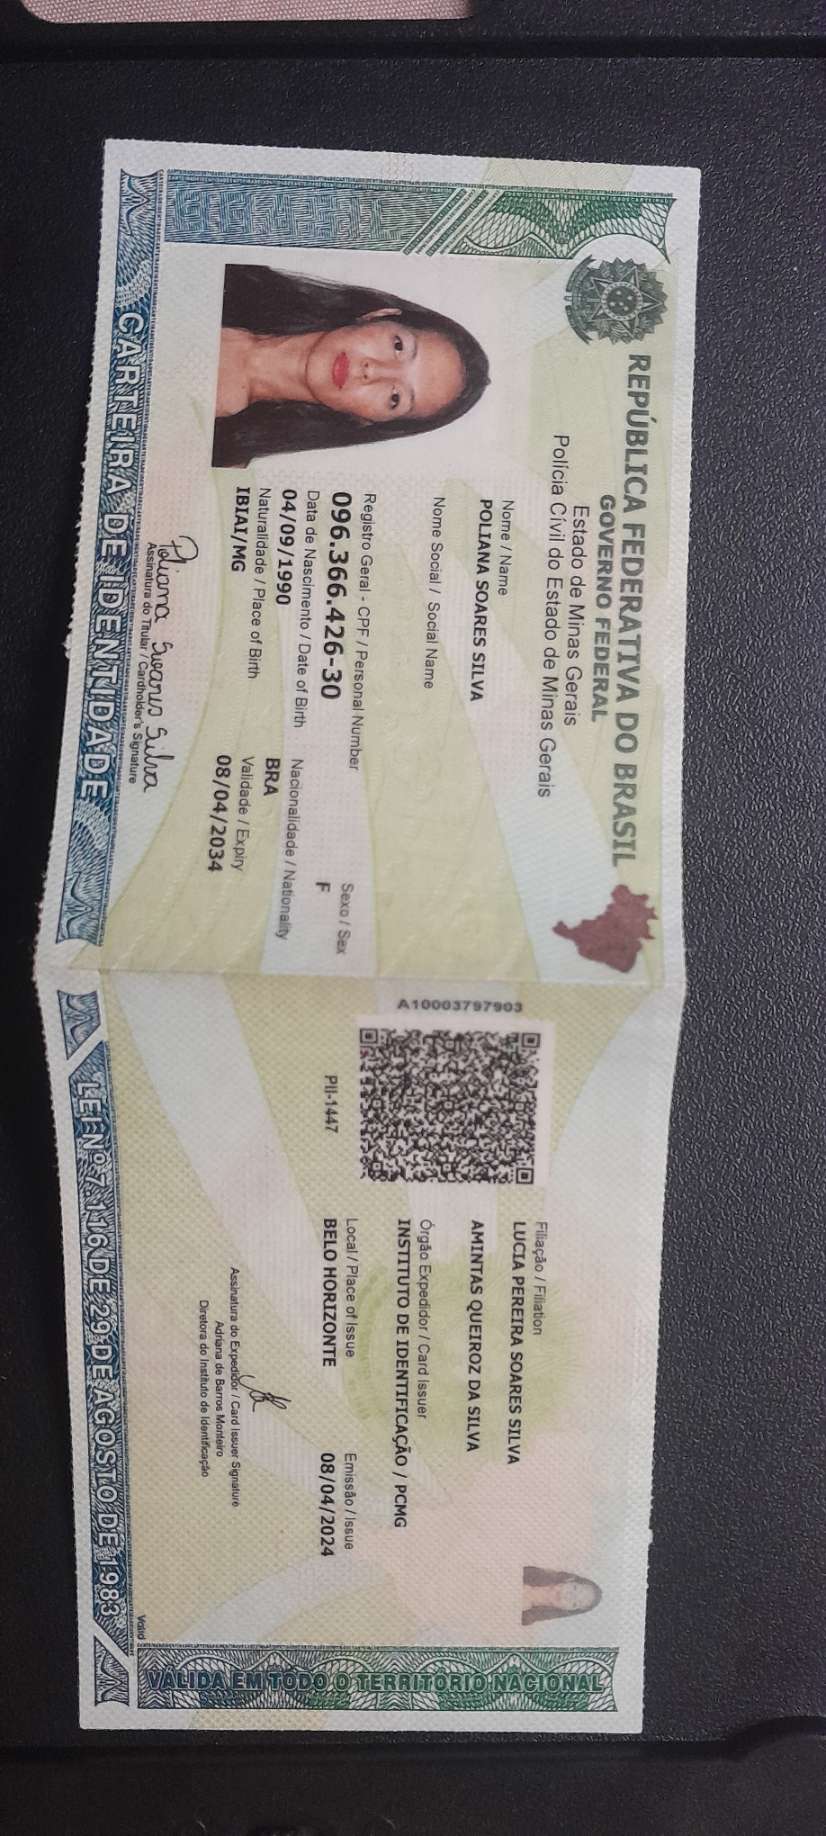 REPÚBLICA FEDERATIVA DO BRASIL
GOVERNO FEDERAL
Estado de Minas Gerais
Polícia Civil do Estado de Minas Gerais
Nome / Name
POLIANA SOARES SILVA
Nome Social / Social Name
Registro Geral - CPF / Personal Number
096.366.426-30
Sexo / Sex
F
Data de Nascimento / Date of Birth
04/09/1990
Nacionalidade / Nationality
BRA
Naturalidade / Place of Birth
IBIAI/MG
Validade / Expiry
08/04/2034
Poliana Soares Silva
Assinatura do Titular / Cardholder's Signature
CARTEIRA DE IDENTIDADE
A10003797903
PII-1447
Filiação / Filiation
LUCIA PEREIRA SOARES SILVA
AMINTAS QUEIROZ DA SILVA
Órgão Expedidor / Card Issuer
INSTITUTO DE IDENTIFICAÇÃO / PCMG
Local / Place of Issue
BELO HORIZONTE
Emissão / Issue
08/04/2024
Assinatura do Expedidor / Card Issuer Signature
Adriana de Barros Monteiro
Diretora do Instituto de Identificação
LEI Nº 7.116 DE 29 DE AGOSTO DE 1983
VÁLIDA EM TODO O TERRITÓRIO NACIONAL